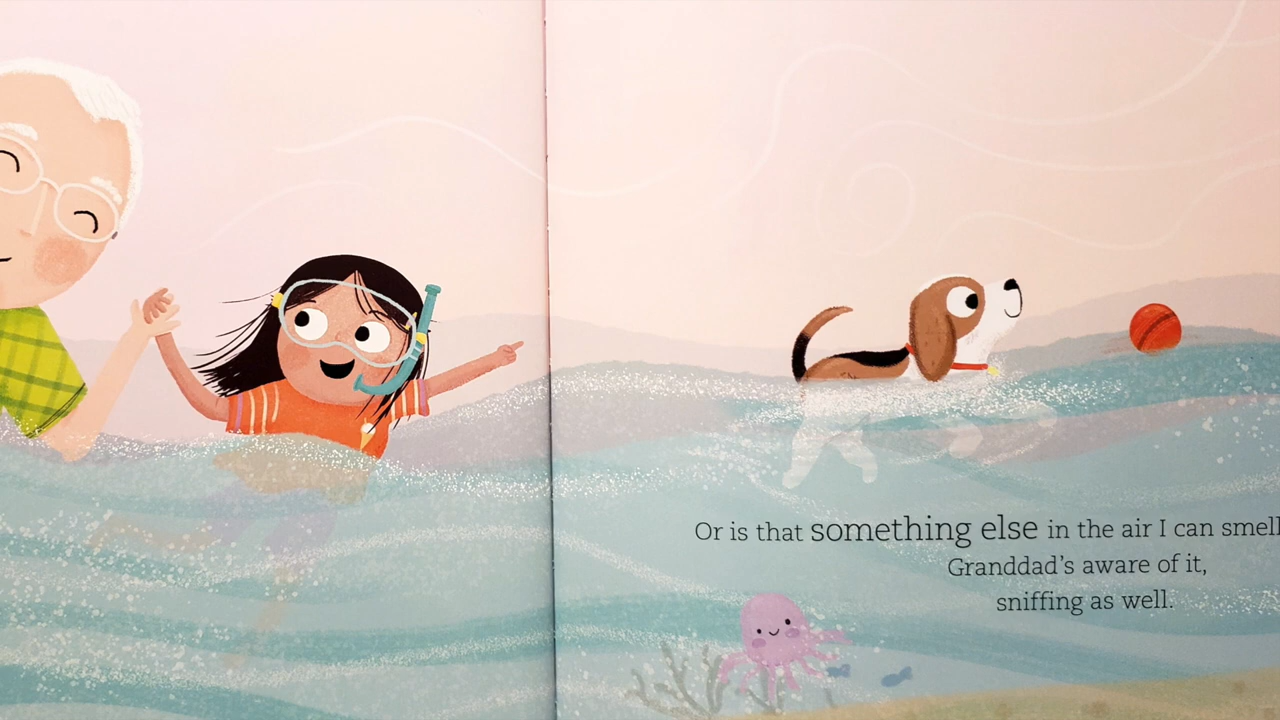 Or is that something else in the air I can smell
Granddad's aware of it,
sniffing as well.